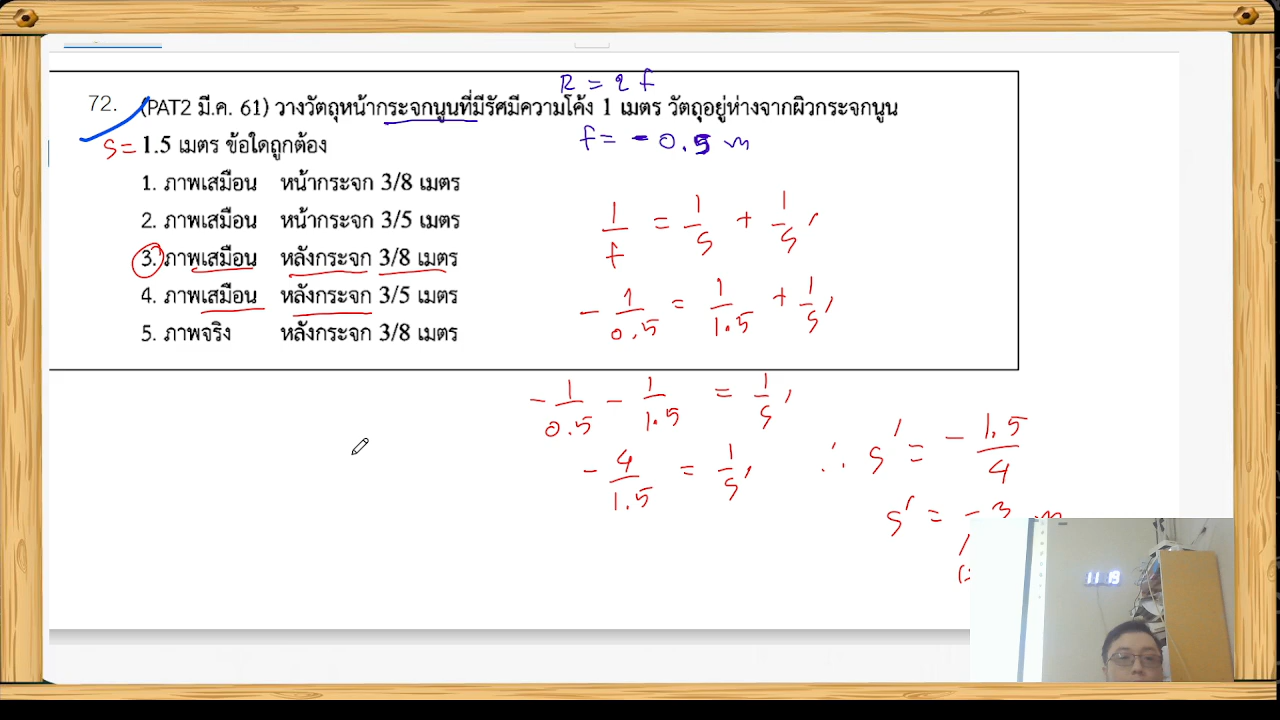 R = 2 f
72. (PAT2 มี.ค. 61) วางวัตถุหน้ากระจกนูนที่มีรัศมีความโค้ง 1 เมตร วัตถุอยู่ห่างจากผิวกระจกนูน
s = 1.5 เมตร ข้อใดถูกต้อง
f = - 0.5 m
1. ภาพเสมือน หน้ากระจก 3/8 เมตร
2. ภาพเสมือน หน้ากระจก 3/5 เมตร
3. ภาพเสมือน หลังกระจก 3/8 เมตร
4. ภาพเสมือน หลังกระจก 3/5 เมตร
5. ภาพจริง หลังกระจก 3/8 เมตร
1/f = 1/s + 1/s'
- 1/0.5 = 1/1.5 + 1/s'
- 1/0.5 - 1/1.5 = 1/s'
- 4/1.5 = 1/s'
∴ s' = - 1.5/4
s' = - 3 m
11 19